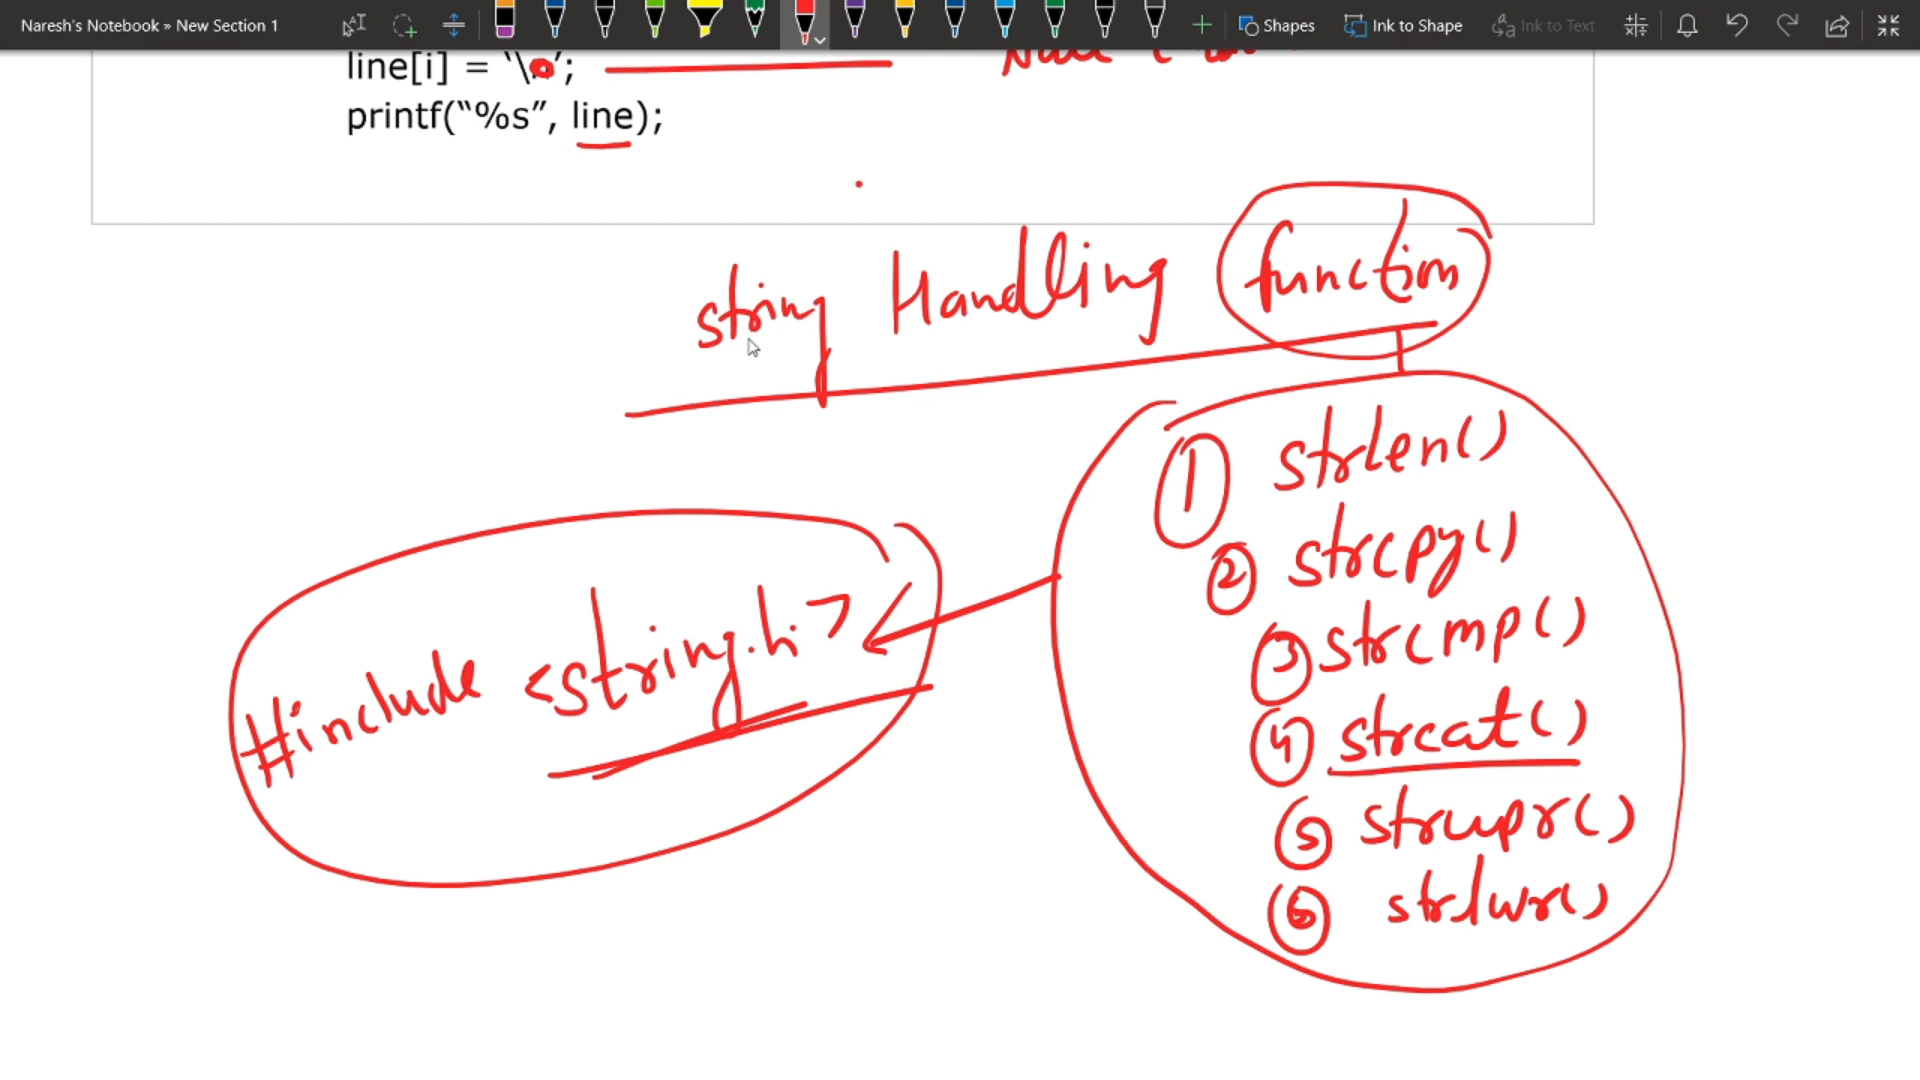 Naresh's Notebook » New Section 1
Shapes
Ink to Shape
Ink to Text
line[i] = '\0';
printf("%s", line);
string Handling function
① strlen()
② strcpy()
③ strcmp()
④ strcat()
⑤ strupr()
⑥ strlwr()
#include <string.h>